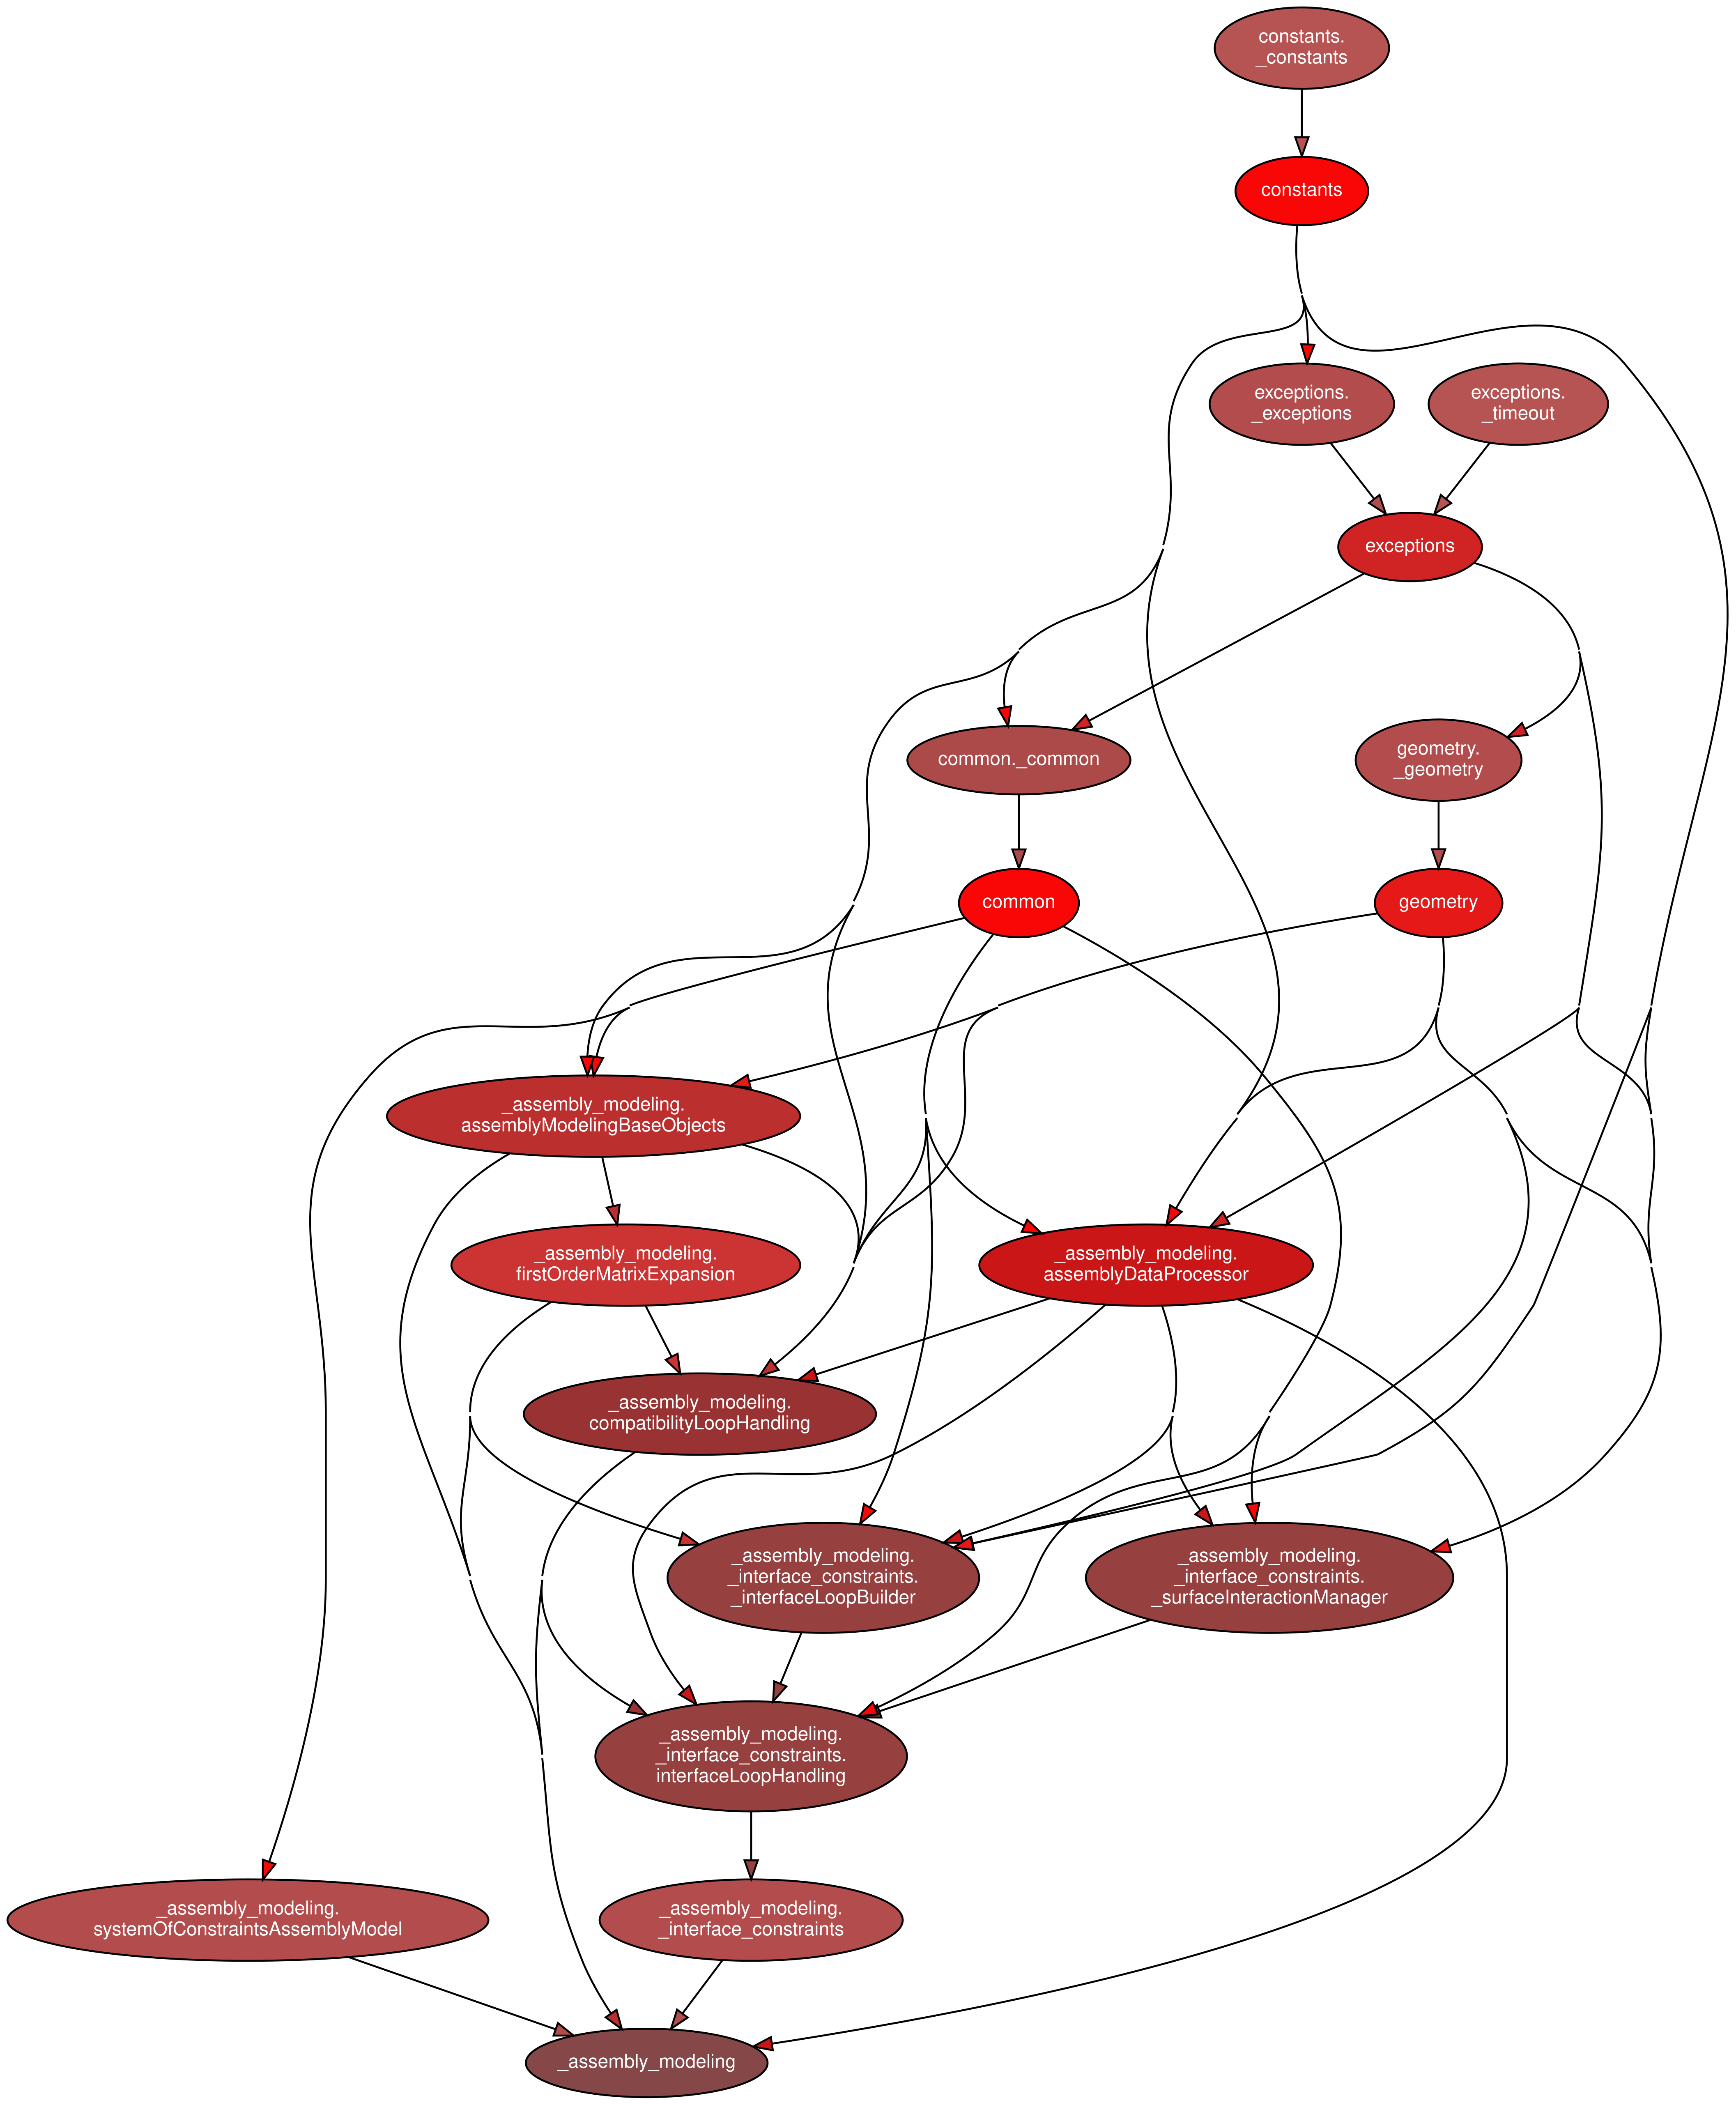 constants.
_constants
constants
exceptions.
_exceptions
exceptions.
_timeout
exceptions
common._common
geometry.
_geometry
common
geometry
_assembly_modeling.
assemblyModelingBaseObjects
_assembly_modeling.
firstOrderMatrixExpansion
_assembly_modeling.
assemblyDataProcessor
_assembly_modeling.
compatibilityLoopHandling
_assembly_modeling.
_interface_constraints.
_interfaceLoopBuilder
_assembly_modeling.
_interface_constraints.
_surfaceInteractionManager
_assembly_modeling.
_interface_constraints.
interfaceLoopHandling
_assembly_modeling.
systemOfConstraintsAssemblyModel
_assembly_modeling.
_interface_constraints
_assembly_modeling